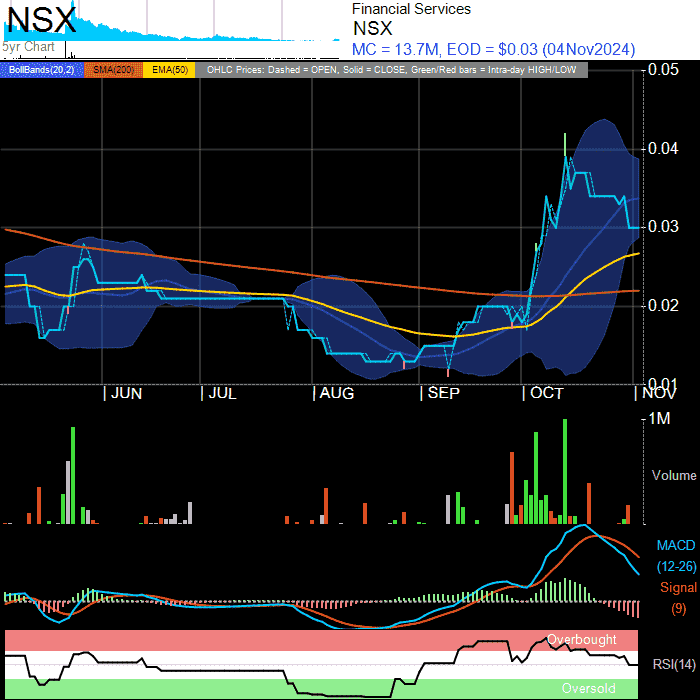 NSX
5yr Chart
Financial Services
NSX
MC = 13.7M, EOD = $0.03 (04Nov2024)
BollBands(20,2) SMA(200) EMA(50) OHLC Prices: Dashed = OPEN, Solid = CLOSE, Green/Red bars = Intra-day HIGH/LOW
0.05
0.04
0.03
0.02
0.01
| JUN | JUL | AUG | SEP | OCT | NOV
1M
Volume
MACD
(12-26)
Signal
(9)
Overbought
RSI(14)
Oversold